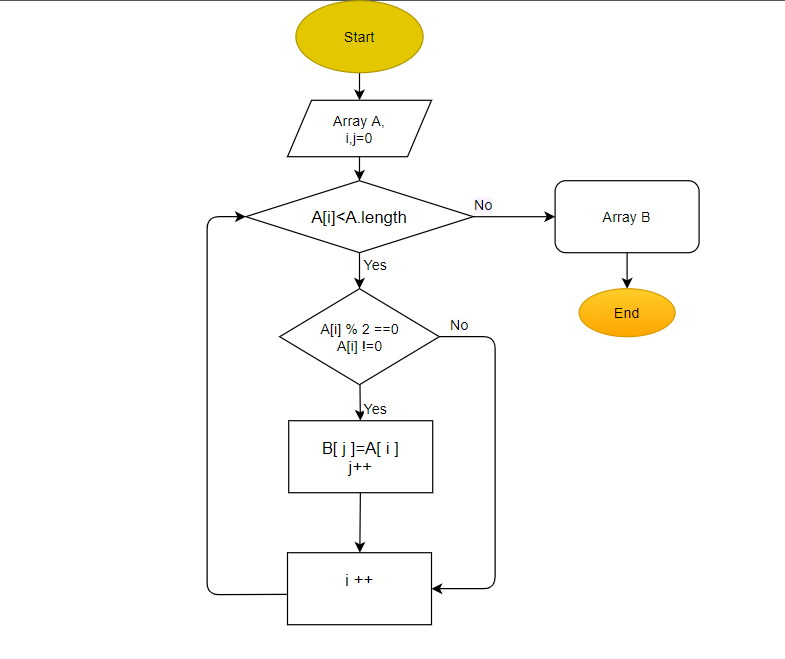 Start
Array A,
i,j=0
A[i]<A.length
No
Array B
Yes
End
A[i] % 2 ==0
A[i] !=0
No
Yes
B[ j ]=A[ i ]
j++
i ++